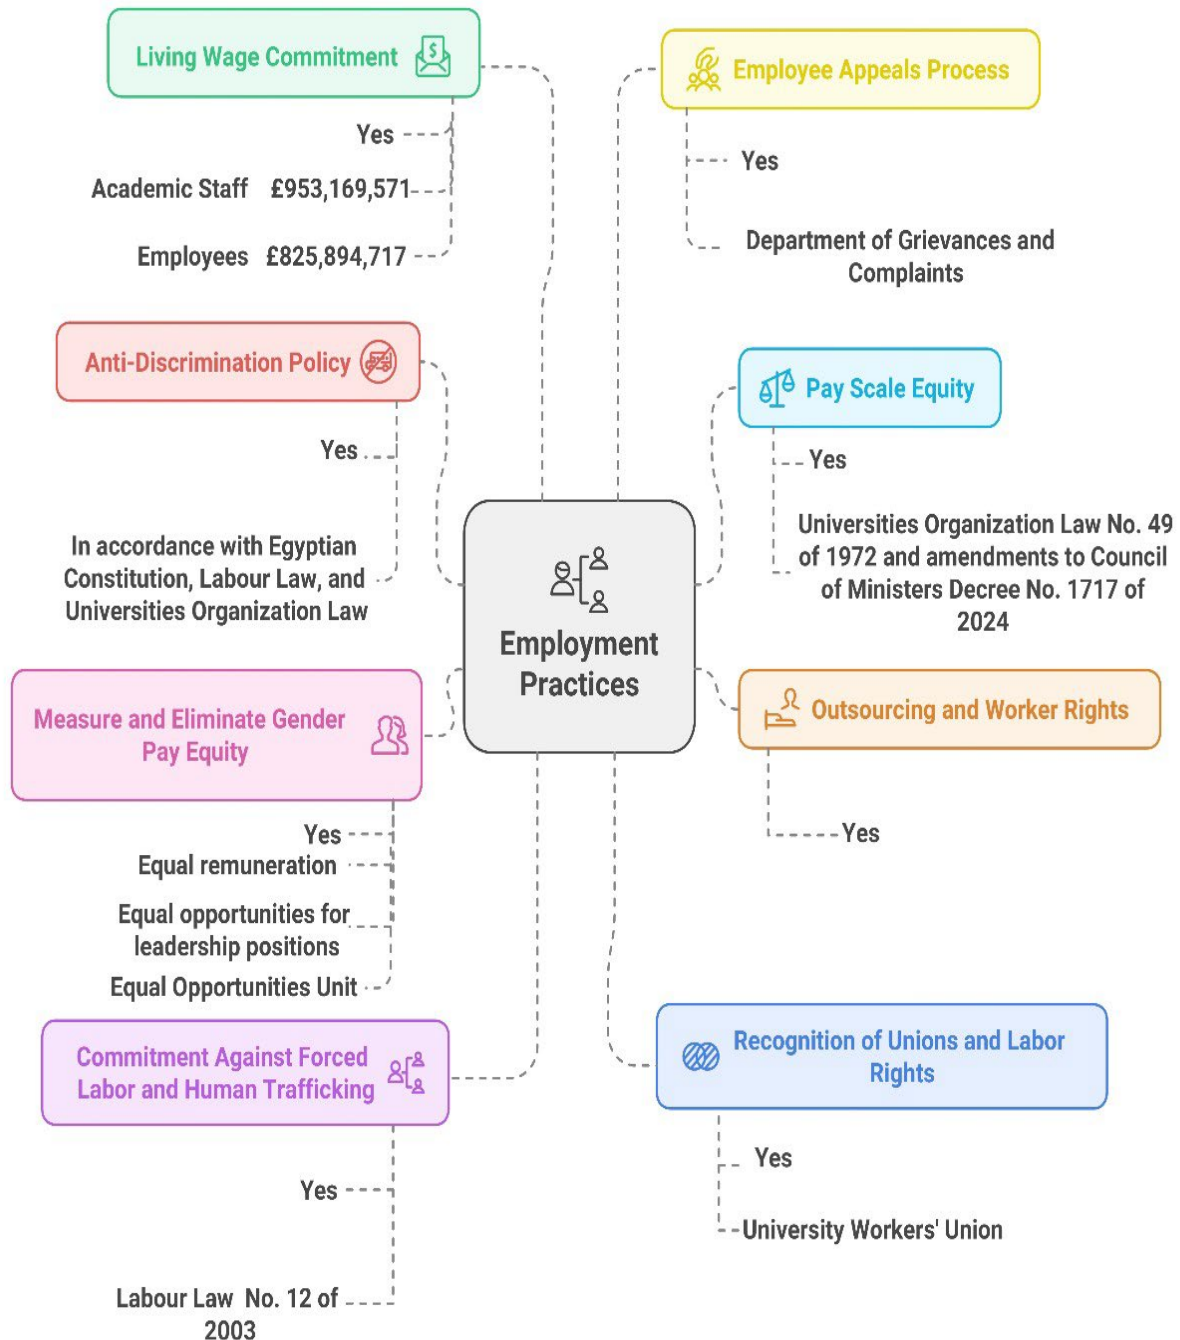 Living Wage Commitment
Yes
Academic Staff £953,169,571
Employees £825,894,717
Employee Appeals Process
Yes
Department of Grievances and
Complaints
Anti-Discrimination Policy
Yes
In accordance with Egyptian
Constitution, Labour Law, and
Universities Organization Law
Pay Scale Equity
Yes
Universities Organization Law No. 49
of 1972 and amendments to Council
of Ministers Decree No. 1717 of
2024
Employment
Practices
Measure and Eliminate Gender
Pay Equity
Yes
Equal remuneration
Equal opportunities for
leadership positions
Equal Opportunities Unit
Outsourcing and Worker Rights
Yes
Commitment Against Forced
Labor and Human Trafficking
Yes
Labour Law No. 12 of
2003
Recognition of Unions and Labor
Rights
Yes
University Workers' Union